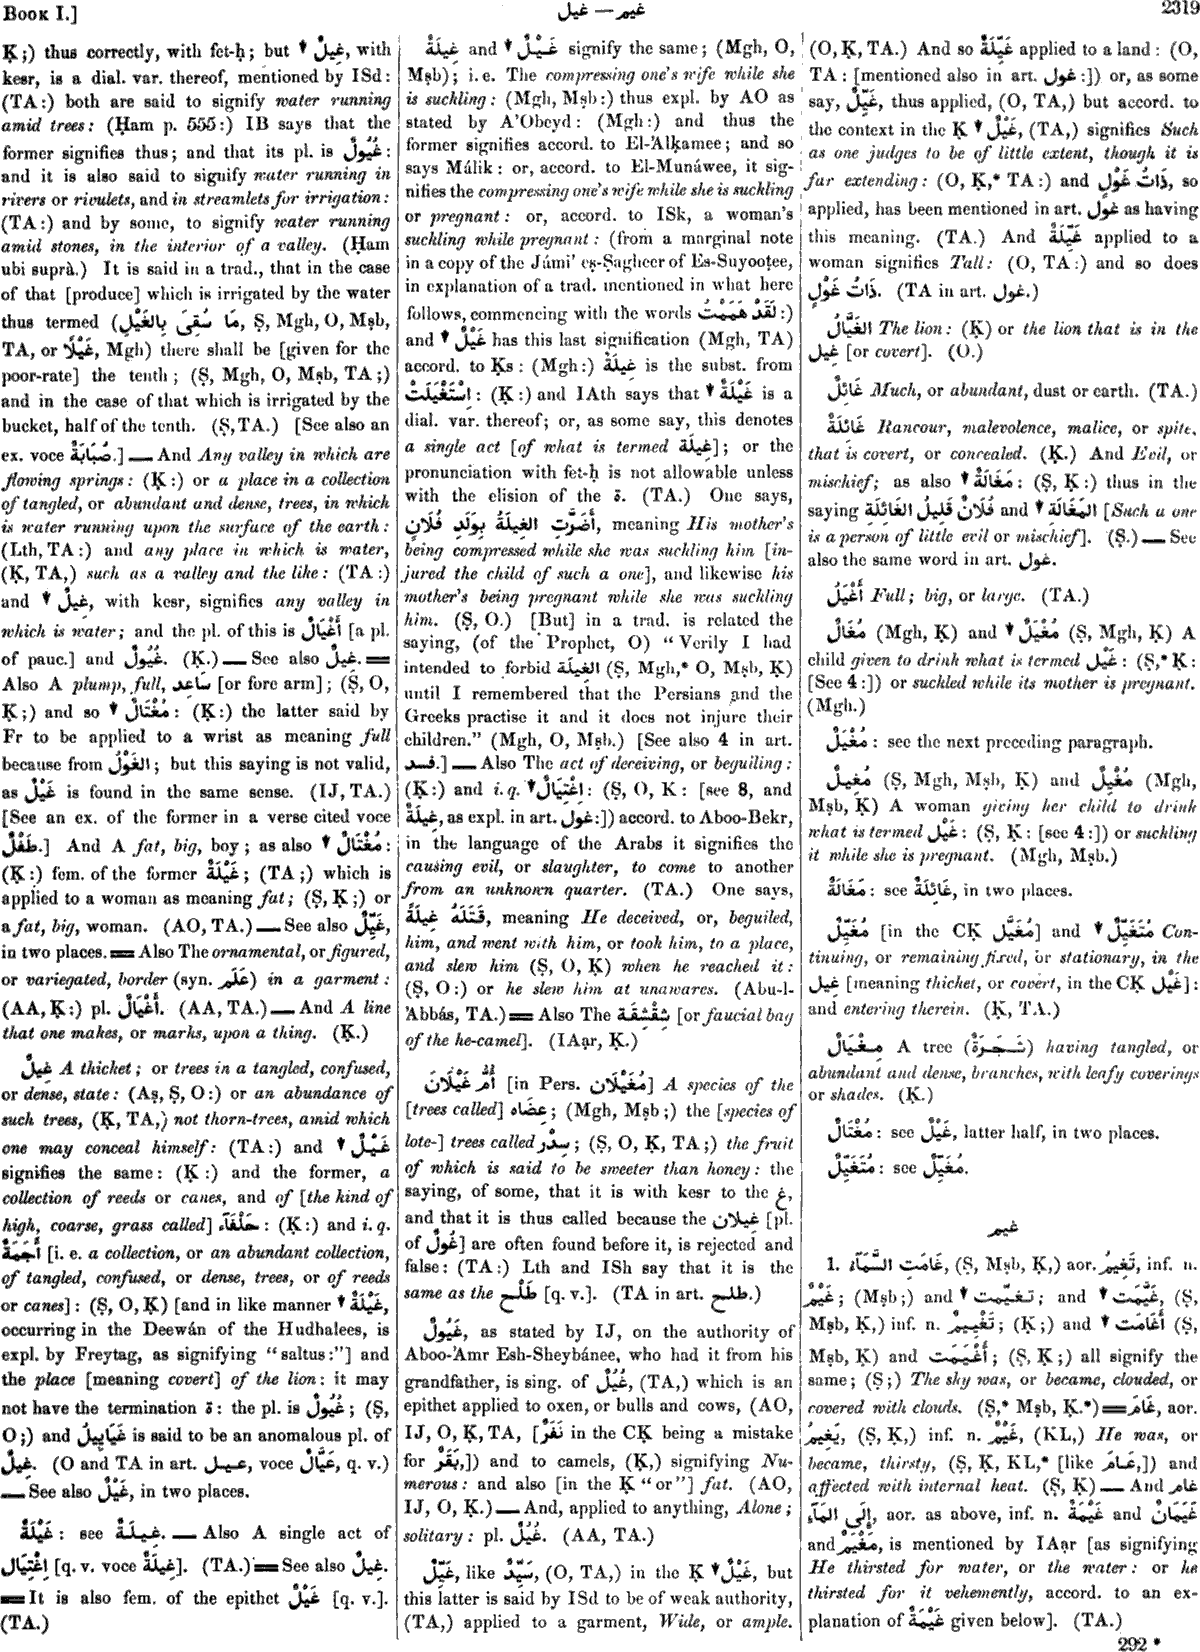 Book I.]
غيل — غيم
2319
Ḳ;) thus correctly, with fet-ḥ; but ↑ غِيلٌ, with
kesr, is a dial. var. thereof, mentioned by ISd:
(TA:) both are said to signify water running
amid trees: (Ḥam p. 555:) IB says that the
former signifies thus; and that its pl. is غُيُولٌ:
and it is also said to signify water running in
rivers or rivulets, and in streamlets for irrigation:
(TA:) and by some, to signify water running
amid stones, in the interior of a valley. (Ḥam
ubi suprà.) It is said in a trad., that in the case
of that [produce] which is irrigated by the water
thus termed (مَا سُقِىَ بِالغَيْلِ, Ṣ, Mgh, O, Mṣb,
TA, or غَيْلًا, Mgh) there shall be [given for the
poor-rate] the tenth; (Ṣ, Mgh, O, Mṣb, TA;)
and in the case of that which is irrigated by the
bucket, half of the tenth. (Ṣ, TA.) [See also an
ex. voce صُبَابَةٌ.] — And Any valley in which are
flowing springs: (Ḳ:) or a place in a collection
of tangled, or abundant and dense, trees, in which
is water running upon the surface of the earth:
(Lth, TA:) and any place in which is water,
(Ḳ, TA,) such as a valley and the like: (TA:)
and ↑ غِيلٌ, with kesr, signifies any valley in
which is water; and the pl. of this is أَغْيَالٌ [a pl.
of pauc.] and غُيُولٌ. (Ḳ.) — See also غِيلٌ. =
Also A plump, full, سَاعِد [or fore arm]; (Ṣ, O,
Ḳ;) and so ↑ مُغْتَالٌ: (Ḳ:) the latter said by
Fr to be applied to a wrist as meaning full
because from الغَوْلُ; but this saying is not valid,
as غَيْلٌ is found in the same sense. (IJ, TA.)
[See an ex. of the former in a verse cited voce
طَفْلٌ.] And A fat, big, boy; as also ↑ مُغْتَالٌ:
(Ḳ:) fem. of the former غَيْلَةٌ; (TA;) which is
applied to a woman as meaning fat; (Ṣ, Ḳ;) or
a fat, big, woman. (AO, TA.) — See also غَيِّلٌ,
in two places. = Also The ornamental, or figured,
or variegated, border (syn. عَلَم) in a garment:
(AA, Ḳ:) pl. أَغْيَالٌ. (AA, TA.) — And A line
that one makes, or marks, upon a thing. (Ḳ.)
غِيلٌ A thicket; or trees in a tangled, confused,
or dense, state: (Aṣ, Ṣ, O:) or an abundance of
such trees, (Ḳ, TA,) not thorn-trees, amid which
one may conceal himself: (TA:) and ↑ غَيْلٌ
signifies the same: (Ḳ:) and the former, a
collection of reeds or canes, and of [the kind of
high, coarse, grass called] حَلْفَآء: (Ḳ:) and i. q.
أَجَمَةٌ [i. e. a collection, or an abundant collection,
of tangled, confused, or dense, trees, or of reeds
or canes]: (Ṣ, O, Ḳ) [and in like manner ↑ غَيْلَةٌ,
occurring in the Deewán of the Hudhalees, is
expl. by Freytag, as signifying “saltus:”] and
the place [meaning covert] of the lion: it may
not have the termination ة: the pl. is غُيُولٌ; (Ṣ,
O;) and غَيَايِيلُ is said to be an anomalous pl. of
غِيلٌ. (O and TA in art. عيل, voce عَيَّالٌ, q. v.)
— See also غَيْلٌ, in two places.
غَيْلَةٌ: see غِيلَةٌ. — Also A single act of
اغْتِيَال [q. v. voce غِيلَةٌ]. (TA.) = See also غِيلٌ.
= It is also fem. of the epithet غَيْلٌ [q. v.].
(TA.)
غِيلَةٌ and ↑ غَيْلٌ signify the same; (Mgh, O,
Mṣb); i. e. The compressing one's wife while she
is suckling: (Mgh, Mṣb:) thus expl. by AO as
stated by A'Obeyd: (Mgh:) and thus the
former signifies accord. to El-'Alḳamee; and so
says Málik: or, accord. to El-Munáwee, it sig-
nifies the compressing one's wife while she is suckling
or pregnant: or, accord. to ISk, a woman's
suckling while pregnant: (from a marginal note
in a copy of the Jámi' eṣ-Ṣagheer of Es-Suyooṭee,
in explanation of a trad. mentioned in what here
follows, commencing with the words لَقَدْ هَمَمْتُ:)
and ↑ غَيْلٌ has this last signification (Mgh, TA)
accord. to Ḳs: (Mgh:) غِيلَةٌ is the subst. from
اِسْتَغْيَلَتْ: (Ḳ:) and IAth says that ↑ غَيْلَةٌ is a
dial. var. thereof; or, as some say, this denotes
a single act [of what is termed غِيلَة]; or the
pronunciation with fet-ḥ is not allowable unless
with the elision of the ة. (TA.) One says,
أَضَرَّتِ الغِيلَةُ بِوَلَدِ فُلَانٍ, meaning His mother's
being compressed while she was suckling him [in-
jured the child of such a one], and likewise his
mother's being pregnant while she was suckling
him. (Ṣ, O.) [But] in a trad. is related the
saying, (of the Prophet, O) “Verily I had
intended to forbid الغِيلَة (Ṣ, Mgh,* O, Mṣb, Ḳ)
until I remembered that the Persians and the
Greeks practise it and it does not injure their
children.” (Mgh, O, Mṣb.) [See also 4 in art.
فسد.] — Also The act of deceiving, or beguiling:
(Ḳ:) and i. q. ↑ اِغْتِيَالٌ: (Ṣ, O, Ḳ: [see 8, and
غِيلَةٌ, as expl. in art. غول:]) accord. to Aboo-Bekr,
in the language of the Arabs it signifies the
causing evil, or slaughter, to come to another
from an unknown quarter. (TA.) One says,
قَتَلَهُ غِيلَةً, meaning He deceived, or, beguiled,
him, and went with him, or took him, to a place,
and slew him (Ṣ, O, Ḳ) when he reached it:
(Ṣ, O:) or he slew him at unawares. (Abu-l-
'Abbás, TA.) = Also The شِقْشِقَة [or faucial bag
of the he-camel]. (IAạr, Ḳ.)
أُمُّ غَيْلَانَ [in Pers. مُغَيْلَان] A species of the
[trees called] عِضَاه; (Mgh, Mṣb;) the [species of
lote-] trees called سِدْر; (Ṣ, O, Ḳ, TA;) the fruit
of which is said to be sweeter than honey: the
saying, of some, that it is with kesr to the غ,
and that it is thus called because the غِيلَان [pl.
of غُولٌ] are often found before it, is rejected and
false: (TA:) Lth and ISh say that it is the
same as the طَلْح [q. v.]. (TA in art. طلح.)
غَيُولٌ, as stated by IJ, on the authority of
Aboo-'Amr Esh-Sheybánee, who had it from his
grandfather, is sing. of غُيُلٌ, (TA,) which is an
epithet applied to oxen, or bulls and cows, (AO,
IJ, O, Ḳ, TA, [نَفَرٌ in the CḲ being a mistake
for بَقَرٌ,]) and to camels, (Ḳ,) signifying Nu-
merous: and also [in the Ḳ “or”] fat. (AO,
IJ, O, Ḳ.) — And, applied to anything, Alone;
solitary: pl. غُيُلٌ. (AA, TA.)
غَيِّلٌ, like سَيِّدٌ, (O, TA,) in the Ḳ ↑ غَيْلٌ, but
this latter is said by ISd to be of weak authority,
(TA,) applied to a garment, Wide, or ample.
(O, Ḳ, TA.) And so غَيِّلَةٌ applied to a land: (O,
TA: [mentioned also in art. غول:]) or, as some
say, غَيِّلٌ, thus applied, (O, TA,) but accord. to
the context in the Ḳ ↑ غَيْلٌ, (TA,) signifies Such
as one judges to be of little extent, though it is
far extending: (O, Ḳ,* TA:) and ذَاتُ غَوْلٍ, so
applied, has been mentioned in art. غول as having
this meaning. (TA.) And غَيِّلَةٌ applied to a
woman signifies Tall: (O, TA:) and so does
ذَاتُ غَوْلٍ. (TA in art. غول.)
الغَيَّالُ The lion: (Ḳ) or the lion that is in the
غِيل [or covert]. (O.)
غَائِلٌ Much, or abundant, dust or earth. (TA.)
غَائِلَةٌ Rancour, malevolence, malice, or spite,
that is covert, or concealed. (Ḳ.) And Evil, or
mischief; as also ↑ مَغَالَةٌ: (Ṣ, Ḳ:) thus in the
saying فُلَانٌ قَلِيلُ الغَائِلَةِ and ↑ المَغَالَةِ [Such a one
is a person of little evil or mischief]. (Ṣ.) — See
also the same word in art. غول.
أَغْيَلُ Full; big, or large. (TA.)
مُغَالٌ (Mgh, Ḳ) and ↑ مُغْيَلٌ (Ṣ, Mgh, Ḳ) A
child given to drink what is termed غَيْل: (Ṣ,* Ḳ:
[See 4:]) or suckled while its mother is pregnant.
(Mgh.)
مُغْيَلٌ: see the next preceding paragraph.
مُغِيلٌ (Ṣ, Mgh, Mṣb, Ḳ) and مُغْيِلٌ (Mgh,
Mṣb, Ḳ) A woman giving her child to drink
what is termed غَيْل: (Ṣ, Ḳ: [see 4:]) or suckling
it while she is pregnant. (Mgh, Mṣb.)
مَغَالَةٌ: see غَائِلَةٌ, in two places.
مُغَيِّلٌ [in the CḲ مُغَيَّل] and ↑ مُتَغَيِّلٌ Con-
tinuing, or remaining fixed, or stationary, in the
غِيل [meaning thicket, or covert, in the CḲ غَيْل]:
and entering therein. (Ḳ, TA.)
مِغْيَالٌ A tree (شَجَرَةٌ) having tangled, or
abundant and dense, branches, with leafy coverings
or shades. (Ḳ.)
مُغْتَالٌ: see غَيْلٌ, latter half, in two places.
مُتَغَيِّلٌ: see مُغَيِّلٌ.
غيم
1. غَامَتِ السَّمَآءُ, (Ṣ, Mṣb, Ḳ,) aor. تَغِيمُ, inf. n.
غَيْمٌ; (Mṣb;) and ↑ تغيّمت; and ↑ غَيَّمَت, (Ṣ,
Mṣb, Ḳ,) inf. n. تَغْيِيمٌ; (Ḳ;) and ↑ أَغَامَت (Ṣ,
Mṣb, Ḳ) and أَغْيَمَت; (Ṣ, Ḳ;) all signify the
same; (Ṣ;) The sky was, or became, clouded, or
covered with clouds. (Ṣ,* Mṣb, Ḳ.*) = غَامَ, aor.
يَغِيمُ, (Ṣ, Ḳ,) inf. n. غَيْمٌ, (KL,) He was, or
became, thirsty, (Ṣ, Ḳ, KL,* [like عَامَ,]) and
affected with internal heat. (Ṣ, Ḳ) — And غام
إِلَى المَآءِ, aor. as above, inf. n. غَيْمَةٌ and غَيَمَانٌ
and مَغْيَمٌ, is mentioned by IAạr [as signifying
He thirsted for water, or the water: or he
thirsted for it vehemently, accord. to an ex-
planation of غَيْمَةٌ given below]. (TA.)
292 *